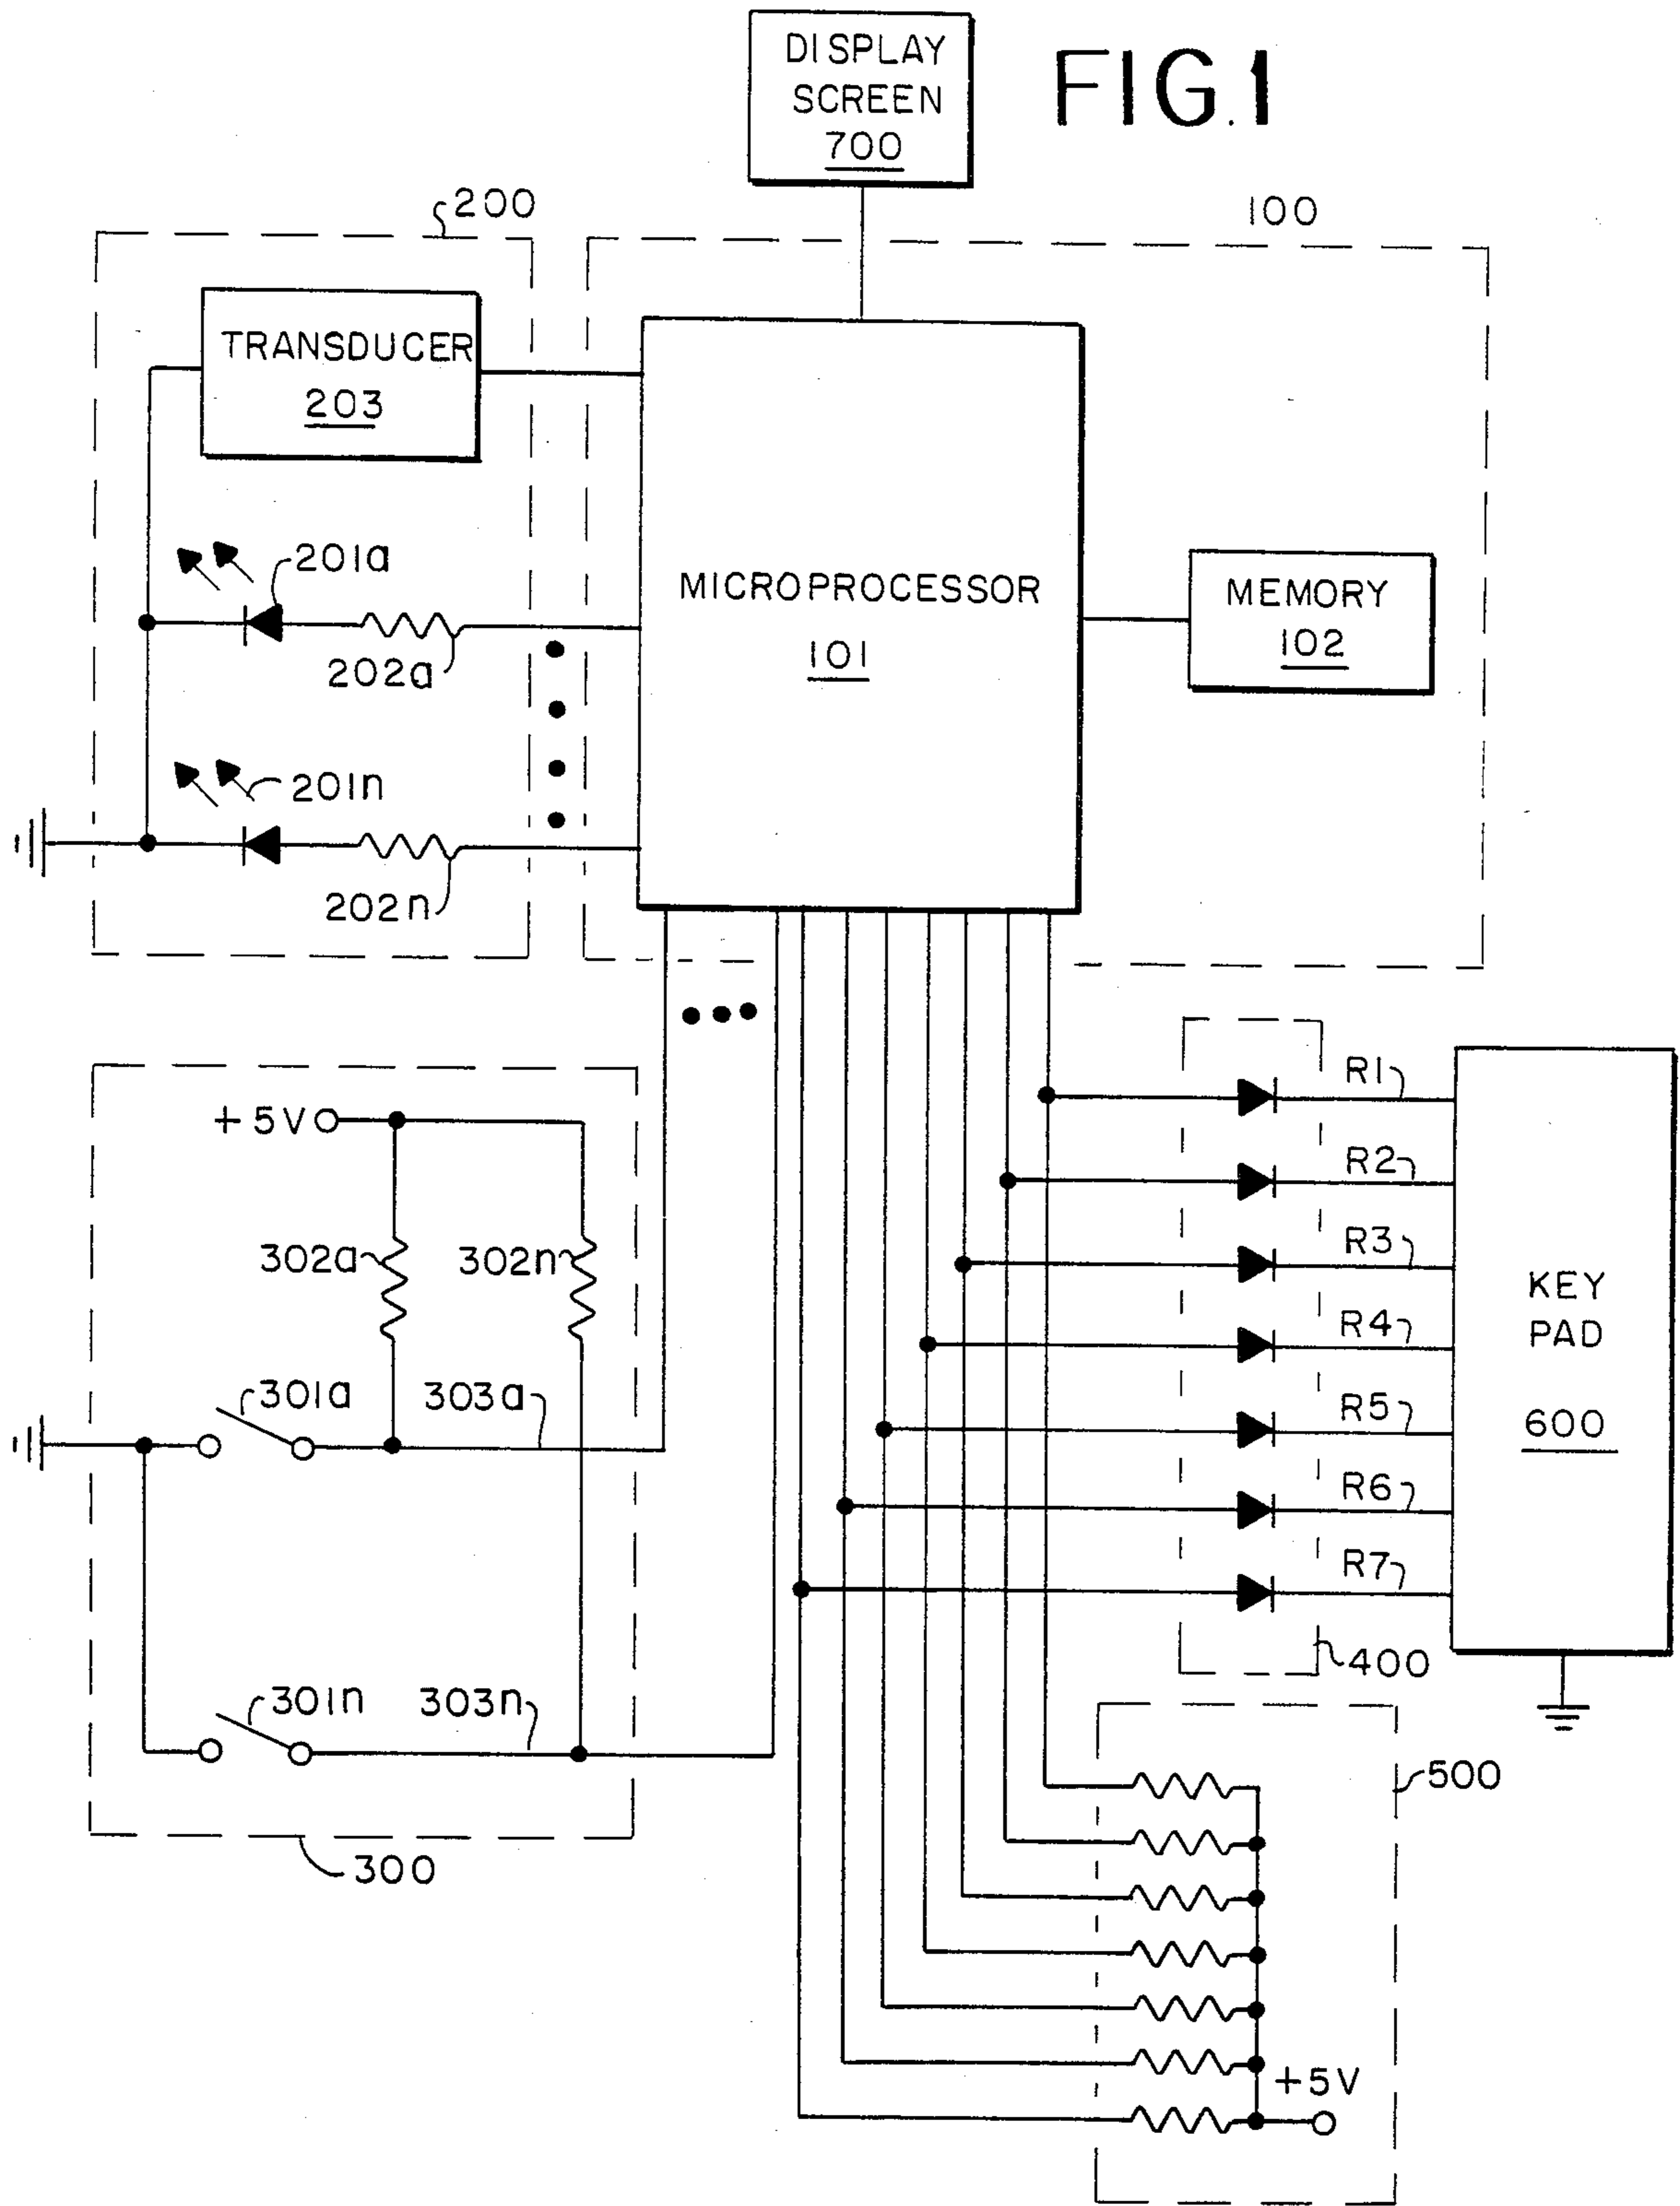 DISPLAY
SCREEN
700
FIG.1
200
100
TRANSDUCER
203
201a
202a
MICROPROCESSOR
101
MEMORY
102
201n
202n
+5V
302a
302n
301a
303a
301n
303n
300
R1
R2
R3
R4
R5
R6
R7
KEY
PAD
600
400
500
+5V